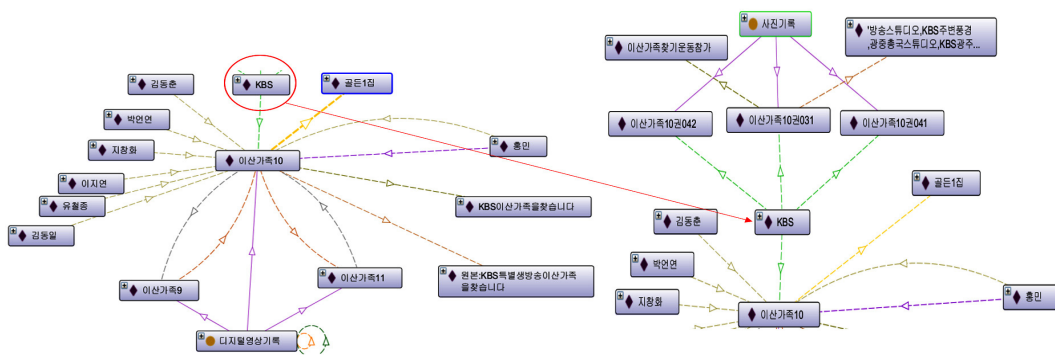 김동춘
KBS
골든1집
박언연
지창화
홍민
이산가족10
이지연
유철종
김동일
KBS이산가족을찾습니다
원본:KBS특별생방송이산가족
을찾습니다
이산가족9
이산가족11
디지털영상기록
사진기록
이산가족찾기운동참가
'방송스튜디오,KBS주변풍경
,광중총국스튜디오,KBS광주...
이산가족10권042
이산가족10권031
이산가족10권041
골든1집
김동춘
KBS
박언연
지창화
이산가족10
홍민